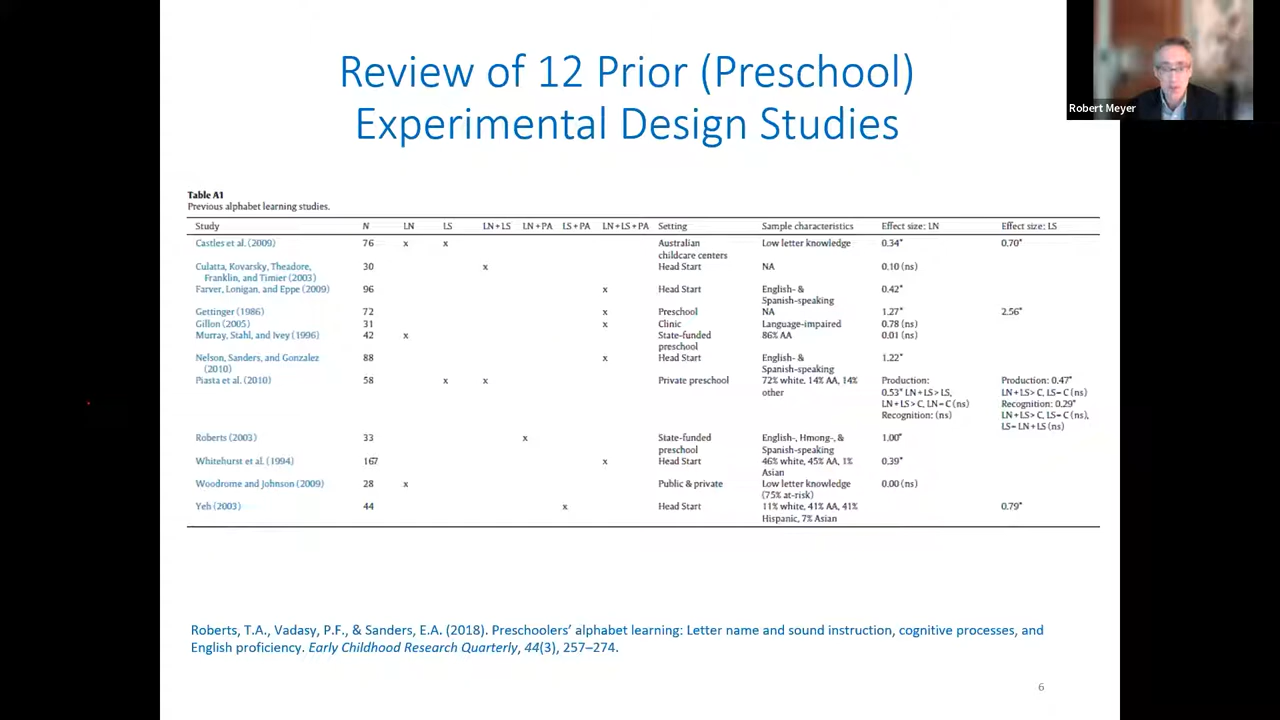 Review of 12 Prior (Preschool)
Experimental Design Studies
Robert Meyer
Table A1
Previous alphabet learning studies.
Study N LN LS LN + LS LN + PA LS + PA LN + LS + PA Setting Sample characteristics Effect size: LN Effect size: LS
Castles et al. (2009) 76 x x Australian Low letter knowledge 0.34* 0.70*
childcare centers
Culatta, Kovarsky, Theadore, 30 x Head Start NA 0.10 (ns)
Franklin, and Timier (2003)
Farver, Lonigan, and Eppe (2009) 96 x Head Start English- & 0.42*
Spanish-speaking
Gettinger (1986) 72 x Preschool NA 1.27* 2.56*
Gillon (2005) 31 x Clinic Language-impaired 0.78 (ns)
Murray, Stahl, and Ivey (1996) 42 x State-funded 86% AA 0.01 (ns)
preschool
Nelson, Sanders, and Gonzalez 88 x Head Start English- & 1.22*
(2010) Spanish-speaking
Piasta et al. (2010) 58 x x Private preschool 72% white, 14% AA, 14% Production: Production: 0.47*
other 0.53* LN + LS > LS, LN + LS > C, LS = C (ns)
LN + LS > C, LN = C (ns) Recognition: 0.29*
Recognition: (ns) LN + LS > C, LS = C (ns),
LS = LN + LS (ns)
Roberts (2003) 33 x State-funded English-, Hmong-, & 1.00*
preschool Spanish-speaking
Whitehurst et al. (1994) 167 x Head Start 46% white, 45% AA, 1% 0.39*
Asian
Woodrome and Johnson (2009) 28 x Public & private Low letter knowledge 0.00 (ns)
(75% at-risk)
Yeh (2003) 44 x Head Start 11% white, 41% AA, 41% 0.79*
Hispanic, 7% Asian
Roberts, T.A., Vadasy, P.F., & Sanders, E.A. (2018). Preschoolers' alphabet learning: Letter name and sound instruction, cognitive processes, and
English proficiency. Early Childhood Research Quarterly, 44(3), 257–274.
6